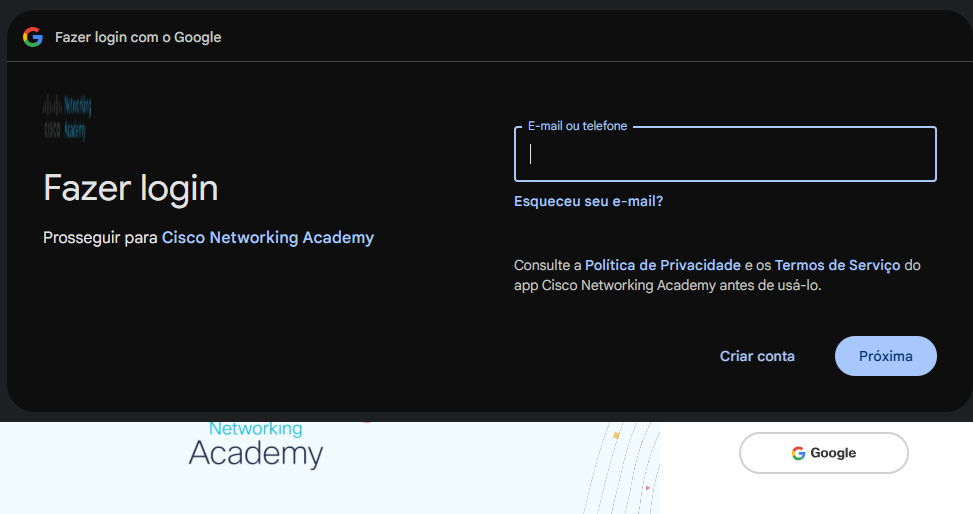 Fazer login com o Google
Networking
CISCO Academy
Fazer login
Prosseguir para Cisco Networking Academy
E-mail ou telefone
Esqueceu seu e-mail?
Consulte a Política de Privacidade e os Termos de Serviço do
app Cisco Networking Academy antes de usá-lo.
Criar conta
Próxima
Networking
Academy
Google